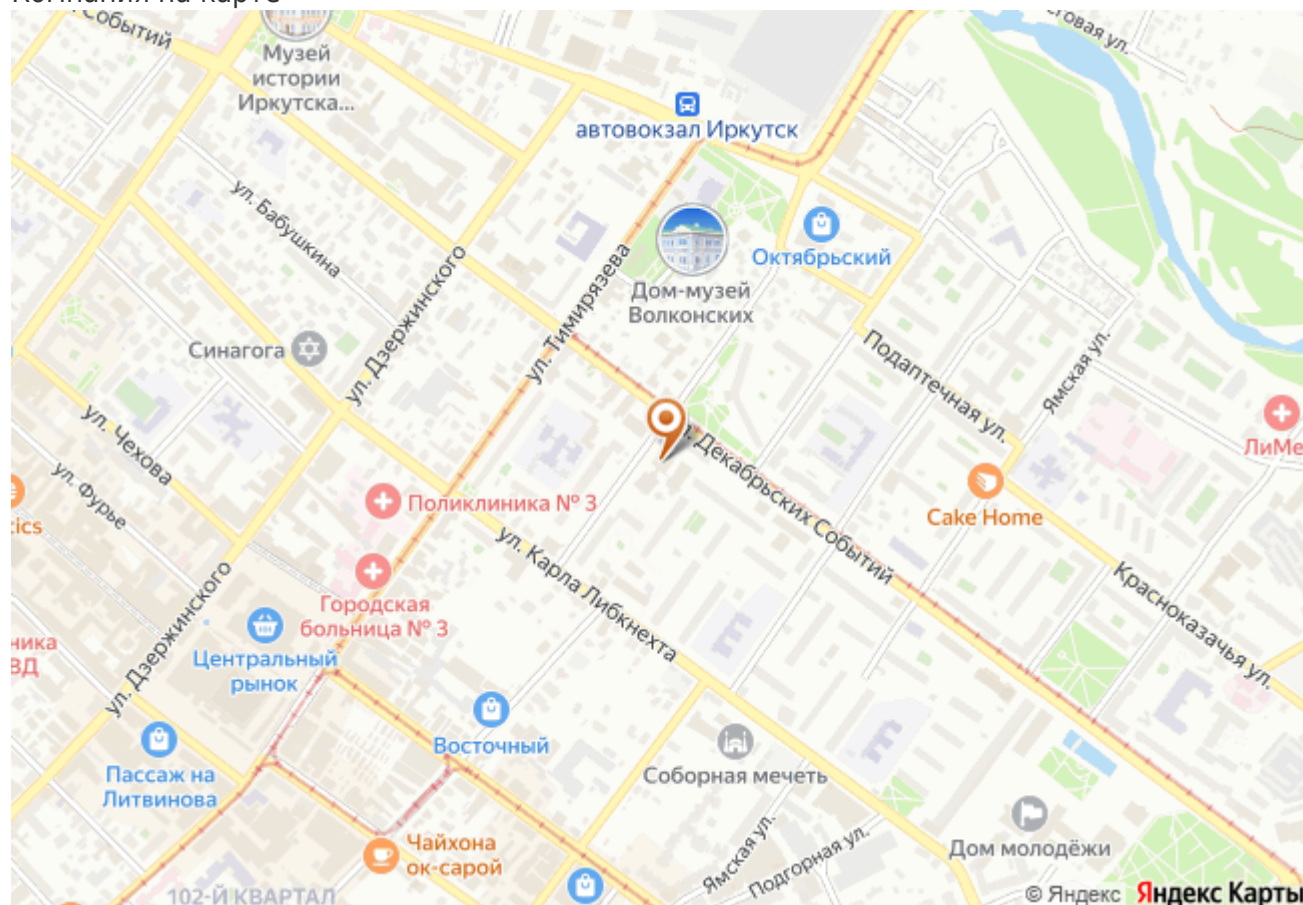 Событий
Музей
истории
Иркутска...
автовокзал Иркутск
ул. Бабушкина
ул. Тимирязева
Октябрьский
Дом-музей
Волконских
ул. Дзержинского
Синагога
Подаптечная ул.
Ямская ул.
ул. Чехова
ул. Фурье
Поликлиника № 3
Декабрьских Событий
Cake Home
ул. Карла Либкнехта
Красноказачья ул.
Городская
больница № 3
ул. Дзержинского
Центральный
рынок
Восточный
Пассаж на
Литвинова
Соборная мечеть
Чайхона
ок-сарой
Ямская ул.
Подгорная ул.
Дом молодёжи
102-Й КВАРТАЛ
© Яндекс Яндекс Карты